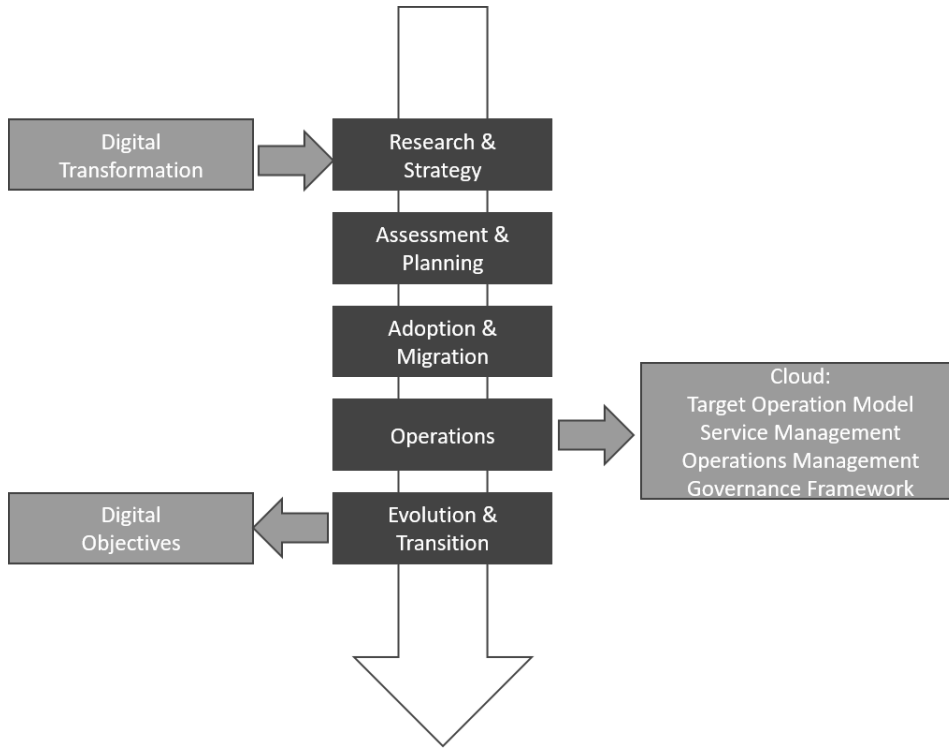 Digital
Transformation
Research &
Strategy
Assessment &
Planning
Adoption &
Migration
Operations
Cloud:
Target Operation Model
Service Management
Operations Management
Governance Framework
Digital
Objectives
Evolution &
Transition